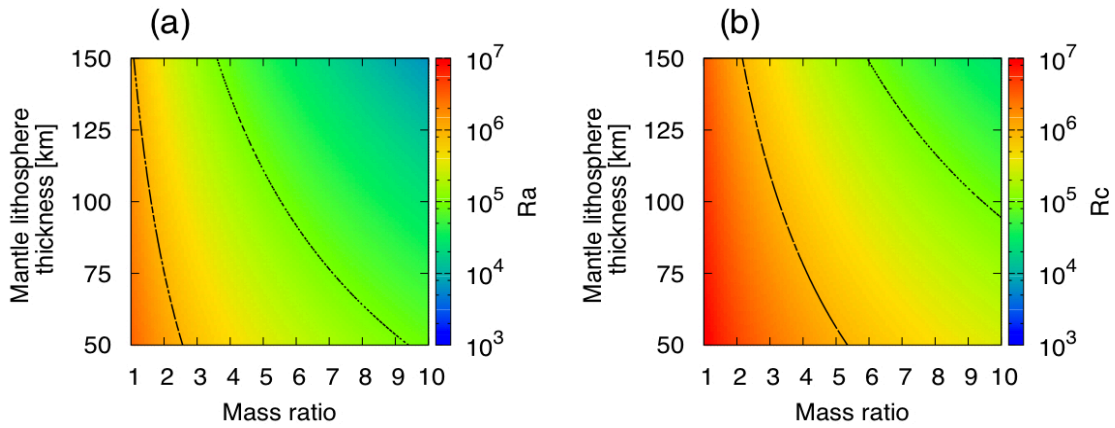 (a)
150
125
100
75
50
Mantle lithosphere
thickness [km]
1 2 3 4 5 6 7 8 9 10
Mass ratio
10^7
10^6
10^5
10^4
10^3
Ra
(b)
150
125
100
75
50
Mantle lithosphere
thickness [km]
1 2 3 4 5 6 7 8 9 10
Mass ratio
10^7
10^6
10^5
10^4
10^3
Rc